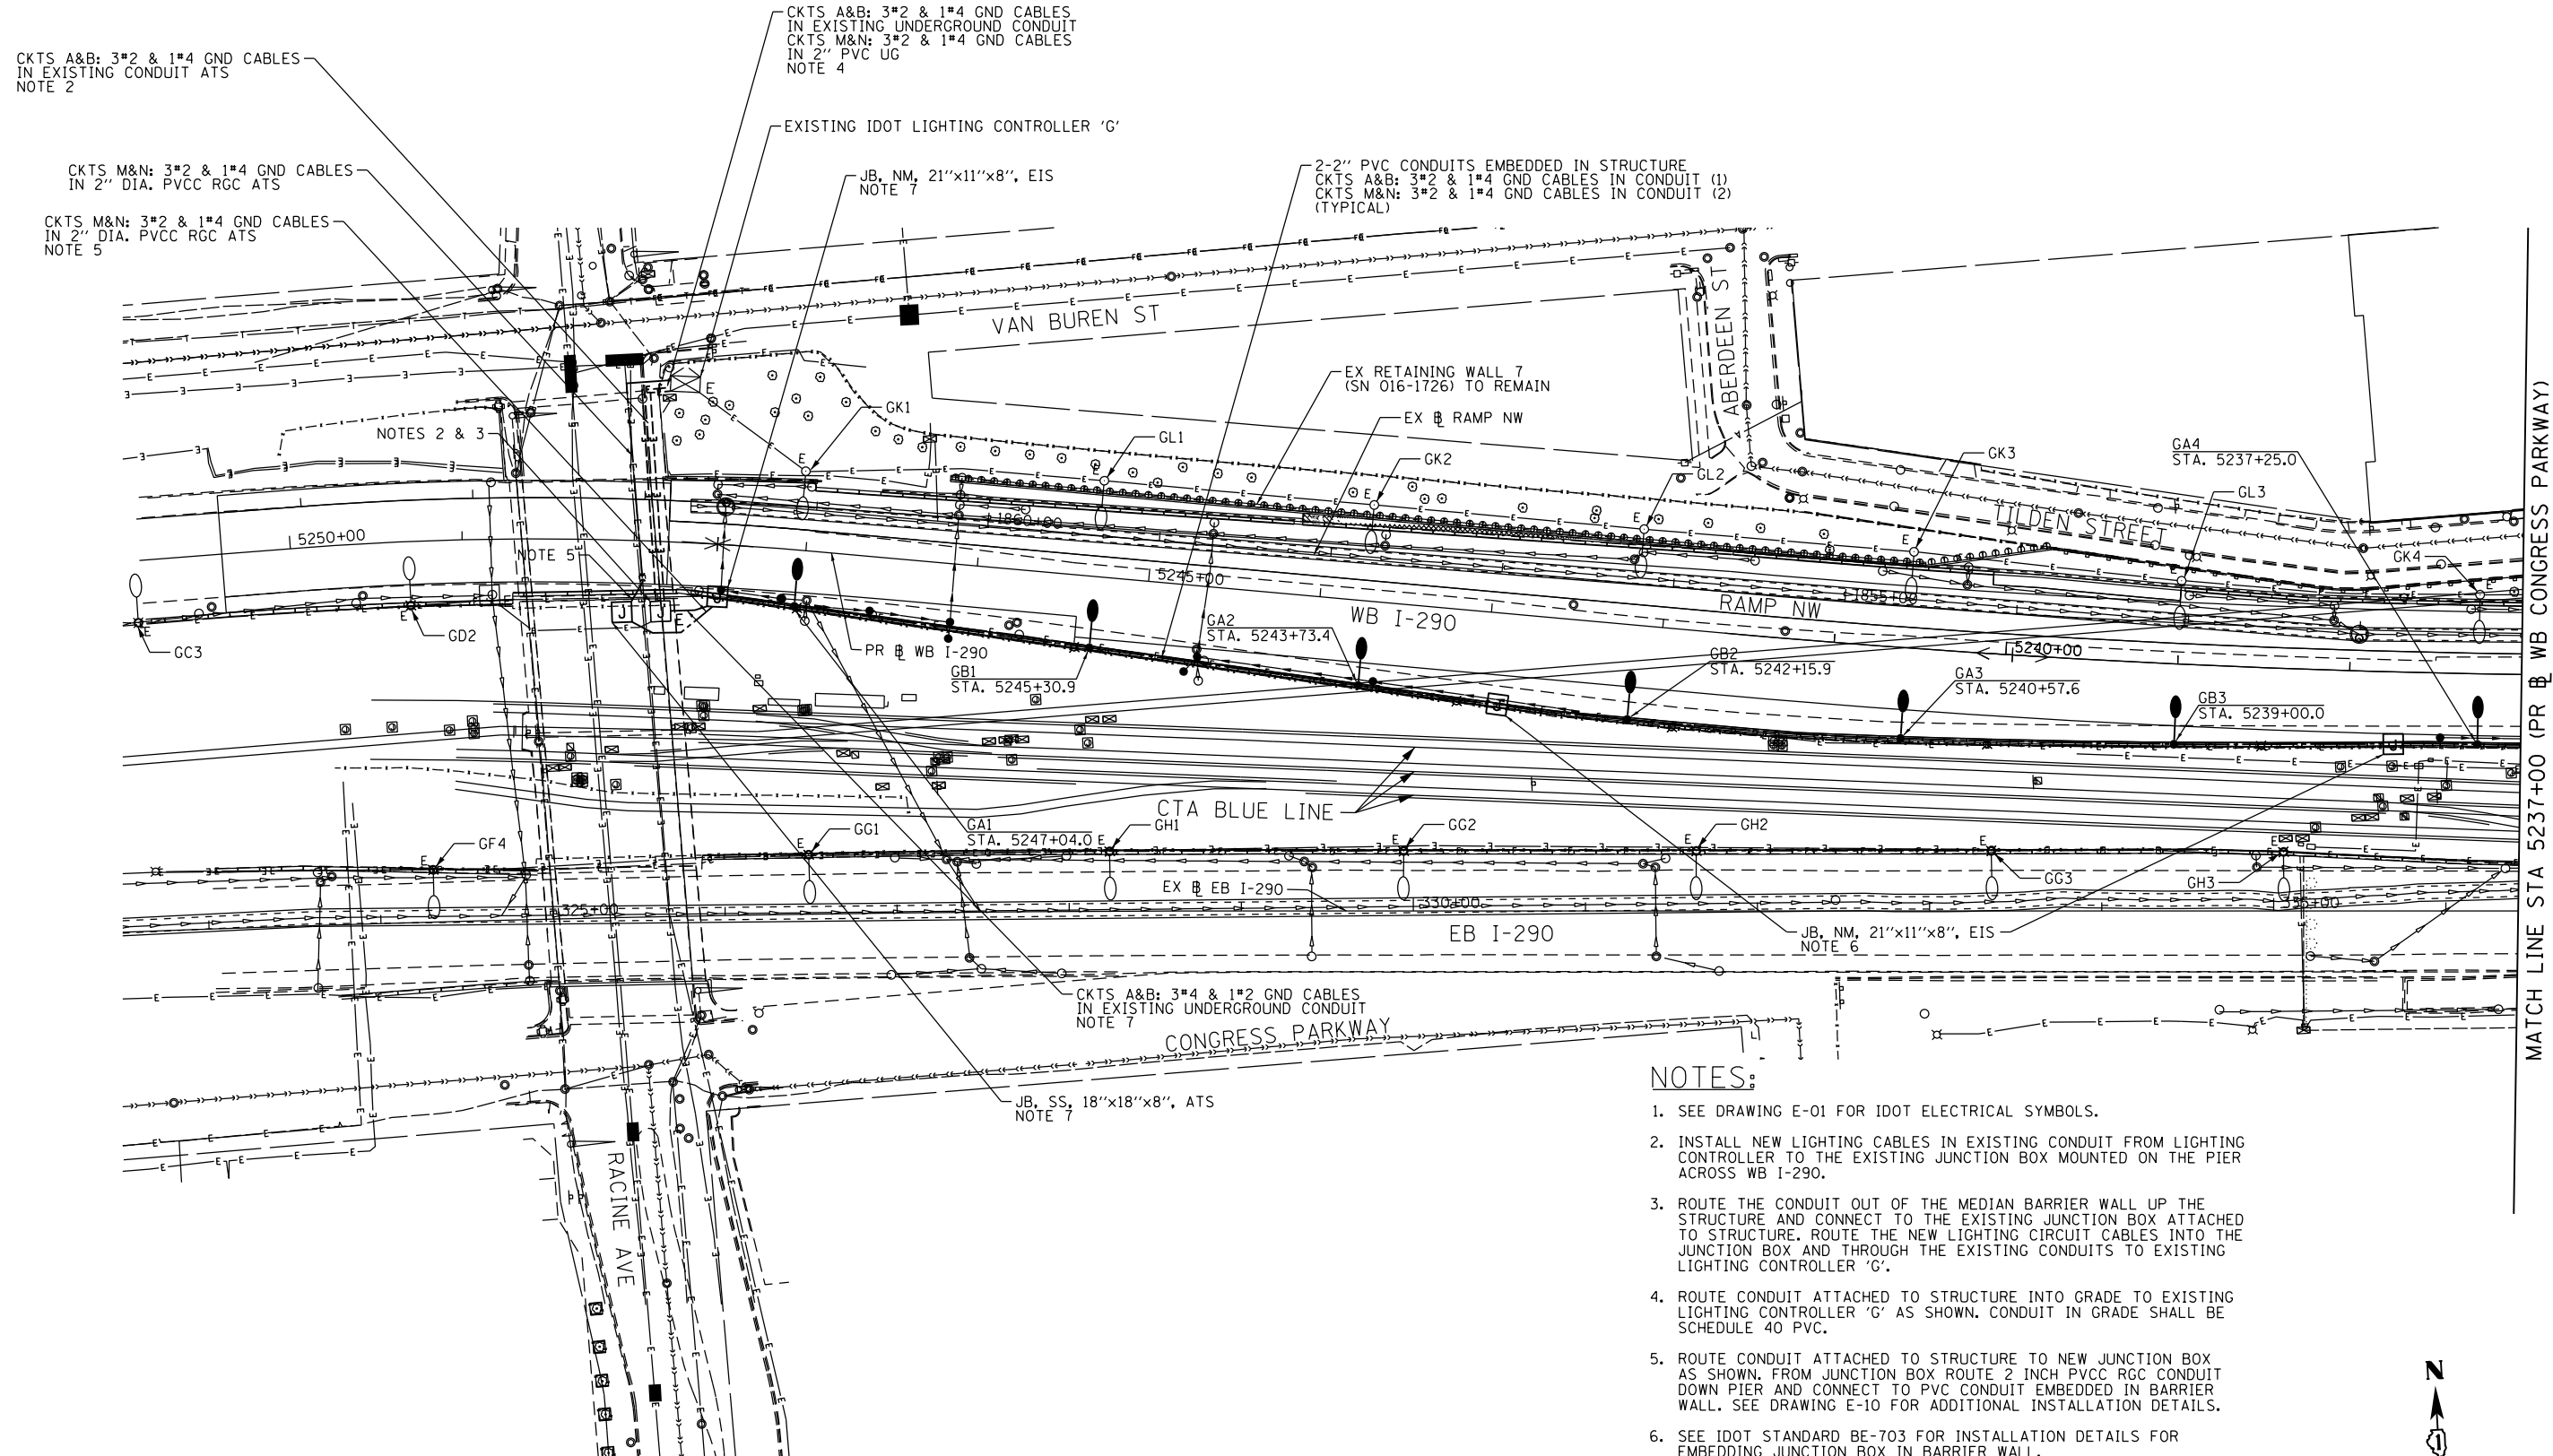 CKTS A&B: 3#2 & 1#4 GND CABLES
IN EXISTING UNDERGROUND CONDUIT
CKTS M&N: 3#2 & 1#4 GND CABLES
IN 2'' PVC UG
NOTE 4
CKTS A&B: 3#2 & 1#4 GND CABLES
IN EXISTING CONDUIT ATS
NOTE 2
EXISTING IDOT LIGHTING CONTROLLER 'G'
CKTS M&N: 3#2 & 1#4 GND CABLES
IN 2'' DIA. PVCC RGC ATS
JB, NM, 21''x11''x8'', EIS
NOTE 7
2-2'' PVC CONDUITS EMBEDDED IN STRUCTURE
CKTS A&B: 3#2 & 1#4 GND CABLES IN CONDUIT (1)
CKTS M&N: 3#2 & 1#4 GND CABLES IN CONDUIT (2)
(TYPICAL)
CKTS M&N: 3#2 & 1#4 GND CABLES
IN 2'' DIA. PVCC RGC ATS
NOTE 5
VAN BUREN ST
ABERDEEN ST
EX RETAINING WALL 7
(SN 016-1726) TO REMAIN
EX B RAMP NW
NOTES 2 & 3
GK1
GL1
GK2
GL2
GK3
GA4
STA. 5237+25.0
GL3
TILDEN STREET
GK4
1860+00
5250+00
NOTE 5
5245+00
WB I-290
RAMP NW
1855+00
5240+00
GC3
GD2
PR B WB I-290
GB1
STA. 5245+30.9
GA2
STA. 5243+73.4
GB2
STA. 5242+15.9
GA3
STA. 5240+57.6
GB3
STA. 5239+00.0
CTA BLUE LINE
GF4
GG1
GA1
STA. 5247+04.0
GH1
GG2
GH2
GG3
GH3
EX B EB I-290
325+00
330+00
335+00
EB I-290
JB, NM, 21''x11''x8'', EIS
NOTE 6
CKTS A&B: 3#4 & 1#2 GND CABLES
IN EXISTING UNDERGROUND CONDUIT
NOTE 7
CONGRESS PARKWAY
JB, SS, 18''x18''x8'', ATS
NOTE 7
RACINE AVE
MATCH LINE STA 5237+00 (PR B WB CONGRESS PARKWAY)
NOTES:
1. SEE DRAWING E-01 FOR IDOT ELECTRICAL SYMBOLS.
2. INSTALL NEW LIGHTING CABLES IN EXISTING CONDUIT FROM LIGHTING
CONTROLLER TO THE EXISTING JUNCTION BOX MOUNTED ON THE PIER
ACROSS WB I-290.
3. ROUTE THE CONDUIT OUT OF THE MEDIAN BARRIER WALL UP THE
STRUCTURE AND CONNECT TO THE EXISTING JUNCTION BOX ATTACHED
TO STRUCTURE. ROUTE THE NEW LIGHTING CIRCUIT CABLES INTO THE
JUNCTION BOX AND THROUGH THE EXISTING CONDUITS TO EXISTING
LIGHTING CONTROLLER 'G'.
4. ROUTE CONDUIT ATTACHED TO STRUCTURE INTO GRADE TO EXISTING
LIGHTING CONTROLLER 'G' AS SHOWN. CONDUIT IN GRADE SHALL BE
SCHEDULE 40 PVC.
5. ROUTE CONDUIT ATTACHED TO STRUCTURE TO NEW JUNCTION BOX
AS SHOWN. FROM JUNCTION BOX ROUTE 2 INCH PVCC RGC CONDUIT
DOWN PIER AND CONNECT TO PVC CONDUIT EMBEDDED IN BARRIER
WALL. SEE DRAWING E-10 FOR ADDITIONAL INSTALLATION DETAILS.
6. SEE IDOT STANDARD BE-703 FOR INSTALLATION DETAILS FOR
EMBEDDING JUNCTION BOX IN BARRIER WALL.
N